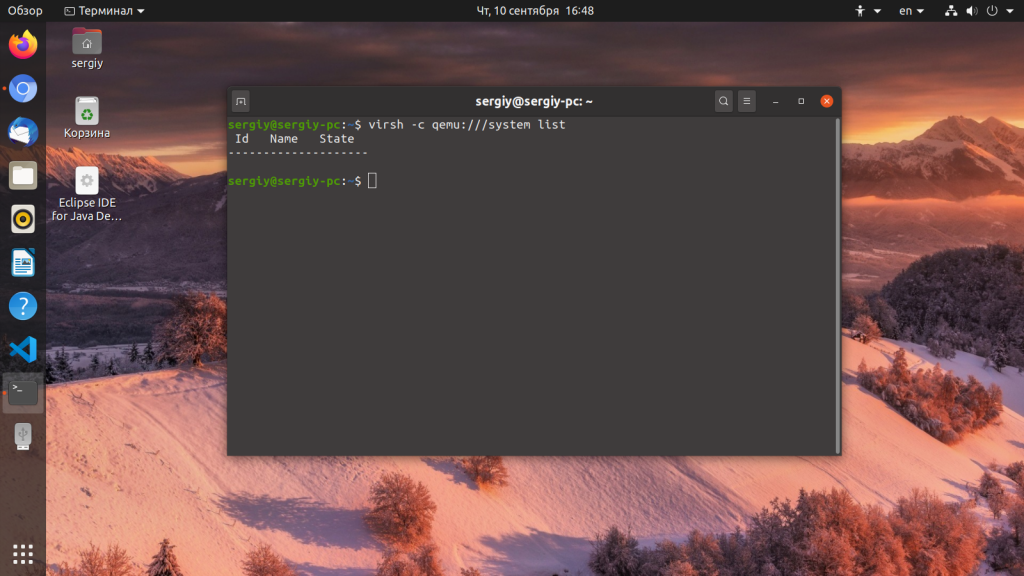 Обзор
Терминал
Чт, 10 сентября 16:48
en
sergiy
Корзина
Eclipse IDE
for Java De…
sergiy@sergiy-pc: ~
sergiy@sergiy-pc:~$ virsh -c qemu:///system list
Id Name State
--------------------
sergiy@sergiy-pc:~$